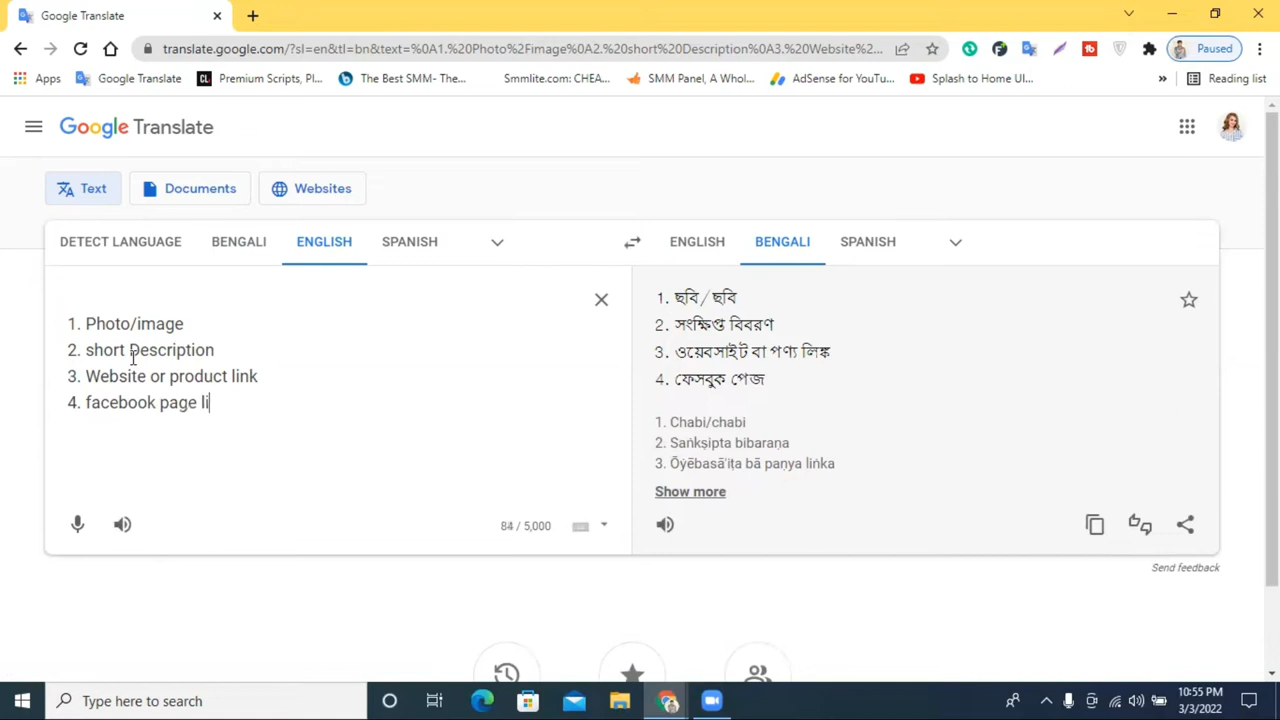 Google Translate
translate.google.com/?sl=en&tl=bn&text=%0A1.%20Photo%2Fimage%0A2.%20short%20Description%0A3.%20Website%2...
Paused
Apps
Google Translate
CL
Premium Scripts, Pl...
The Best SMM- The...
Smmlite.com: CHEA...
SMM Panel, A Whol...
AdSense for YouTu...
Splash to Home UI...
»
Reading list
Google Translate
Text
Documents
Websites
DETECT LANGUAGE
BENGALI
ENGLISH
SPANISH
ENGLISH
BENGALI
SPANISH
1. Photo/image
2. short Description
3. Website or product link
4. facebook page li
84 / 5,000
1. ছবি/ছবি
2. সংক্ষিপ্ত বিবরণ
3. ওয়েবসাইট বা পণ্য লিঙ্ক
4. ফেসবুক পেজ
1. Chabi/chabi
2. Saṅkṣipta bibaraṇa
3. Ōẏēbasā'iṭa bā paṇya liṅka
Show more
Send feedback
Type here to search
10:55 PM
3/3/2022